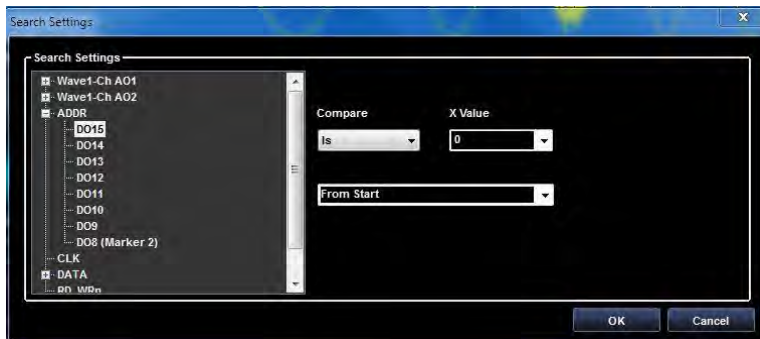 Search Settings
X
Search Settings
Wave1-Ch AO1
Wave1-Ch AO2
ADDR
DO15
DO14
DO13
DO12
DO11
DO10
DO9
DO8 (Marker 2)
CLK
DATA
RD_WRn
Compare
X Value
Is
0
From Start
OK
Cancel